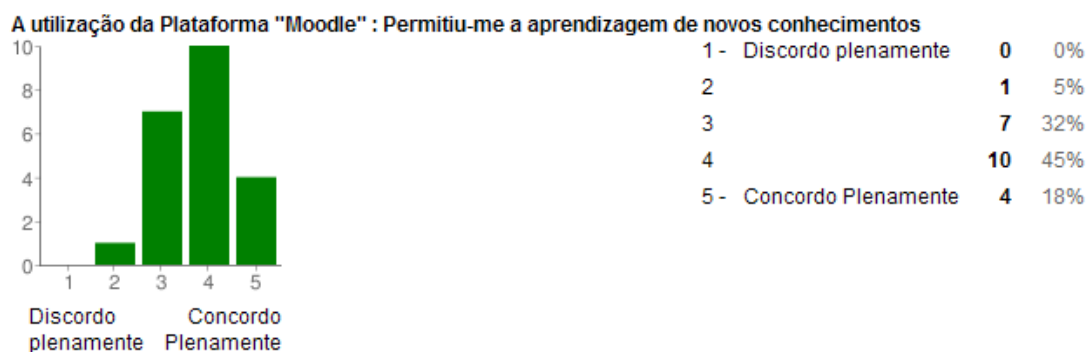 A utilização da Plataforma "Moodle" : Permitiu-me a aprendizagem de novos conhecimentos
10
8
6
4
2
0
1 2 3 4 5
Discordo Concordo
plenamente Plenamente
1 - Discordo plenamente 0 0%
2 1 5%
3 7 32%
4 10 45%
5 - Concordo Plenamente 4 18%